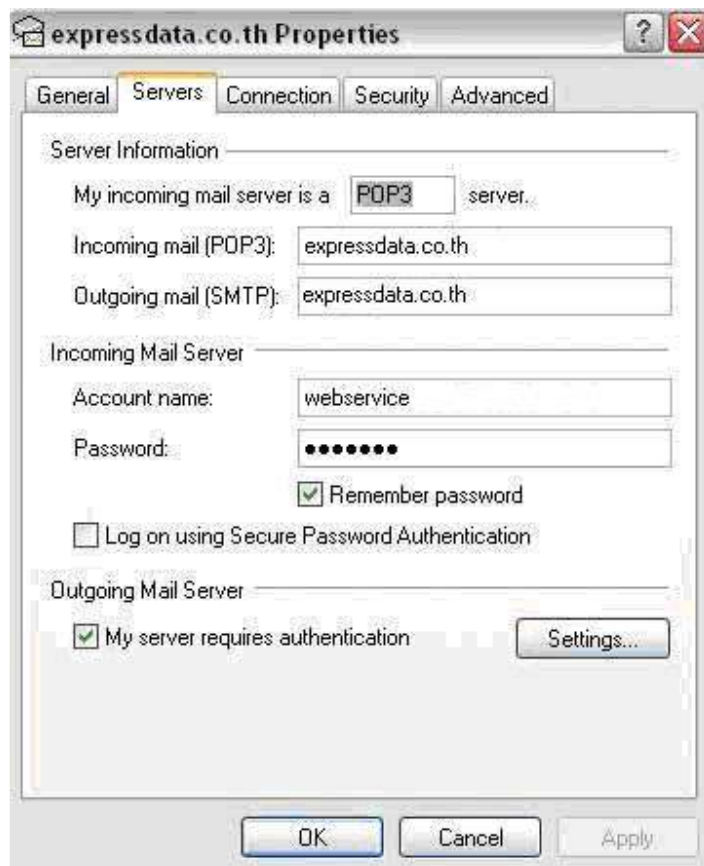 expressdata.co.th Properties
General Servers Connection Security Advanced
Server Information
My incoming mail server is a POP3 server.
Incoming mail (POP3): expressdata.co.th
Outgoing mail (SMTP): expressdata.co.th
Incoming Mail Server
Account name: webservice
Password: •••••••
Remember password
Log on using Secure Password Authentication
Outgoing Mail Server
My server requires authentication Settings...
OK Cancel Apply